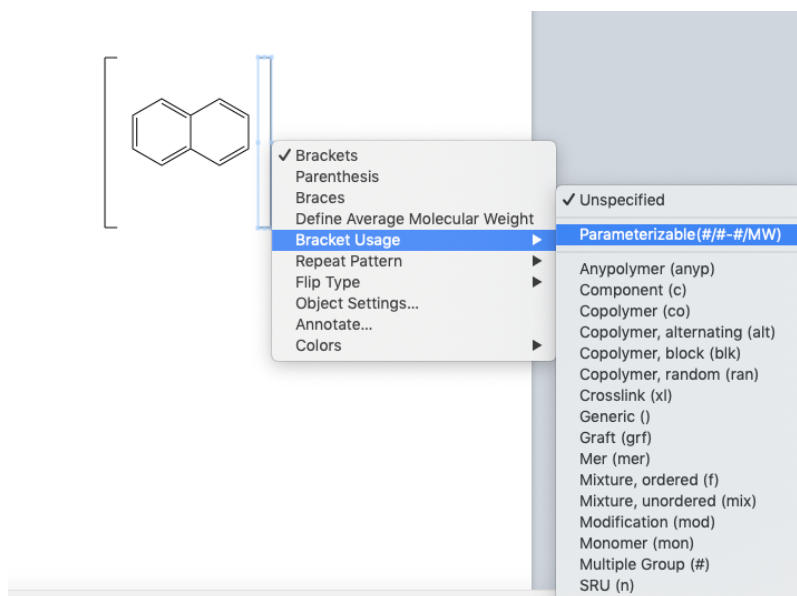 Brackets
Parenthesis
Braces
Define Average Molecular Weight
Bracket Usage
Repeat Pattern
Flip Type
Object Settings...
Annotate...
Colors
Unspecified
Parameterizable(#/#-#/MW)
Anypolymer (anyp)
Component (c)
Copolymer (co)
Copolymer, alternating (alt)
Copolymer, block (blk)
Copolymer, random (ran)
Crosslink (xl)
Generic ()
Graft (grf)
Mer (mer)
Mixture, ordered (f)
Mixture, unordered (mix)
Modification (mod)
Monomer (mon)
Multiple Group (#)
SRU (n)